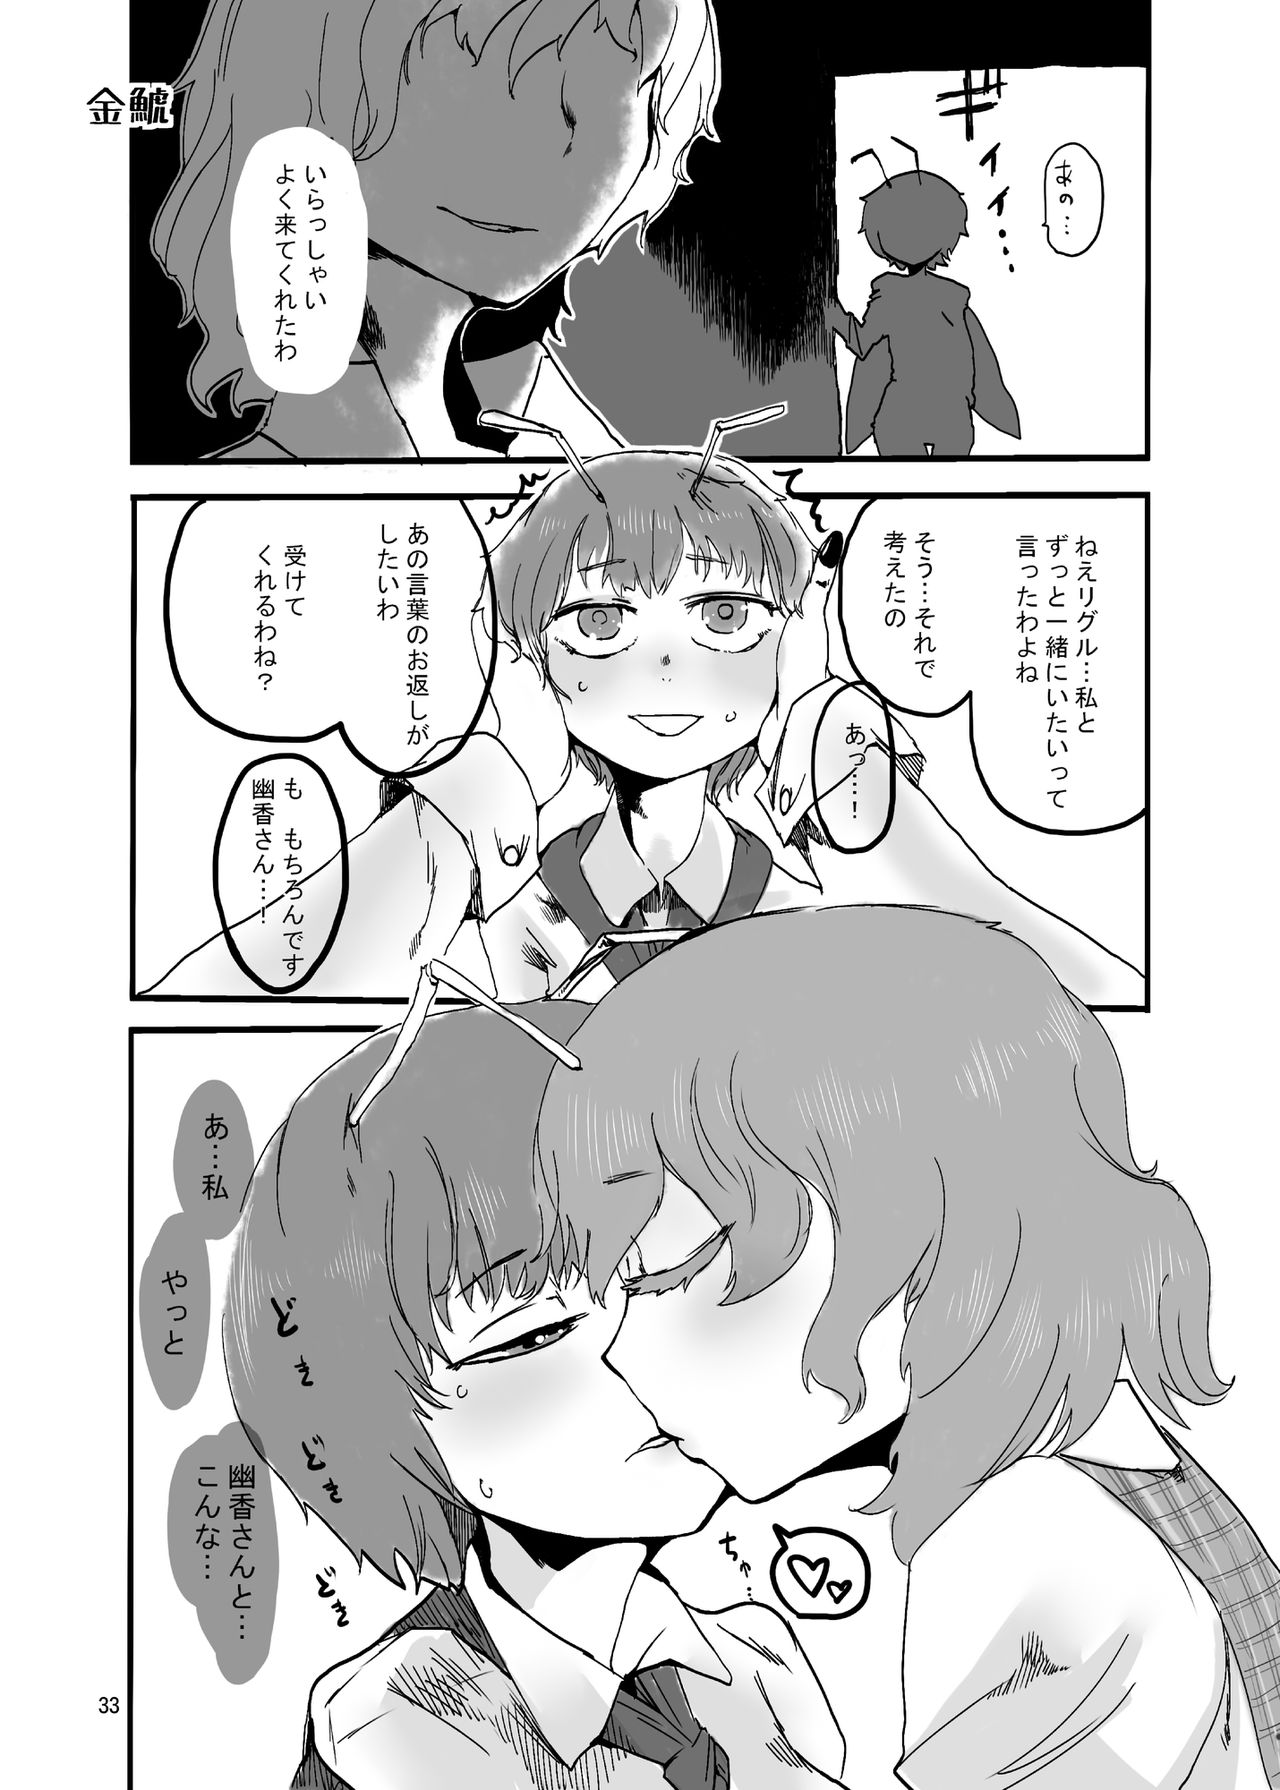 金鯱
ギイイ…
あの…
いらっしゃい
よく来てくれたわ
ねえリグル…私と
ずっと一緒にいたいって
言ったわよね
そう…それで
考えたの
あっ…！
あの言葉のお返しが
したいわ
受けて
くれるわね？
も もちろんです
幽香さん…！
ちゅ…
あ…私
やっと
幽香さんと…
こんな…
どき
どき
どき
33